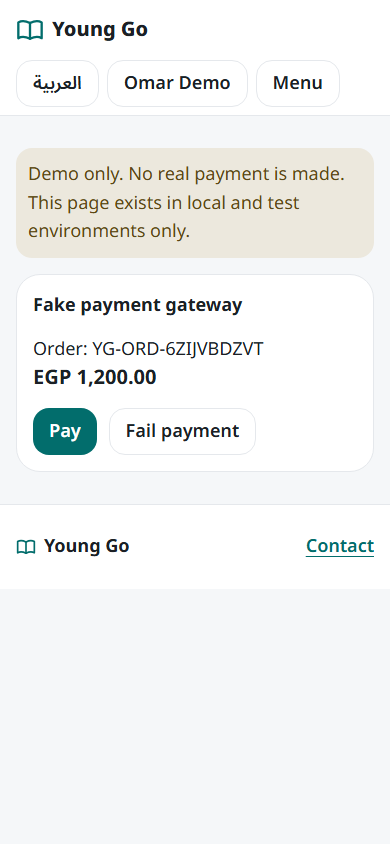 Young Go
العربية
Omar Demo
Menu
Demo only. No real payment is made.
This page exists in local and test
environments only.
Fake payment gateway
Order: YG-ORD-6ZIJVBDZVT
EGP 1,200.00
Pay
Fail payment
Young Go
Contact